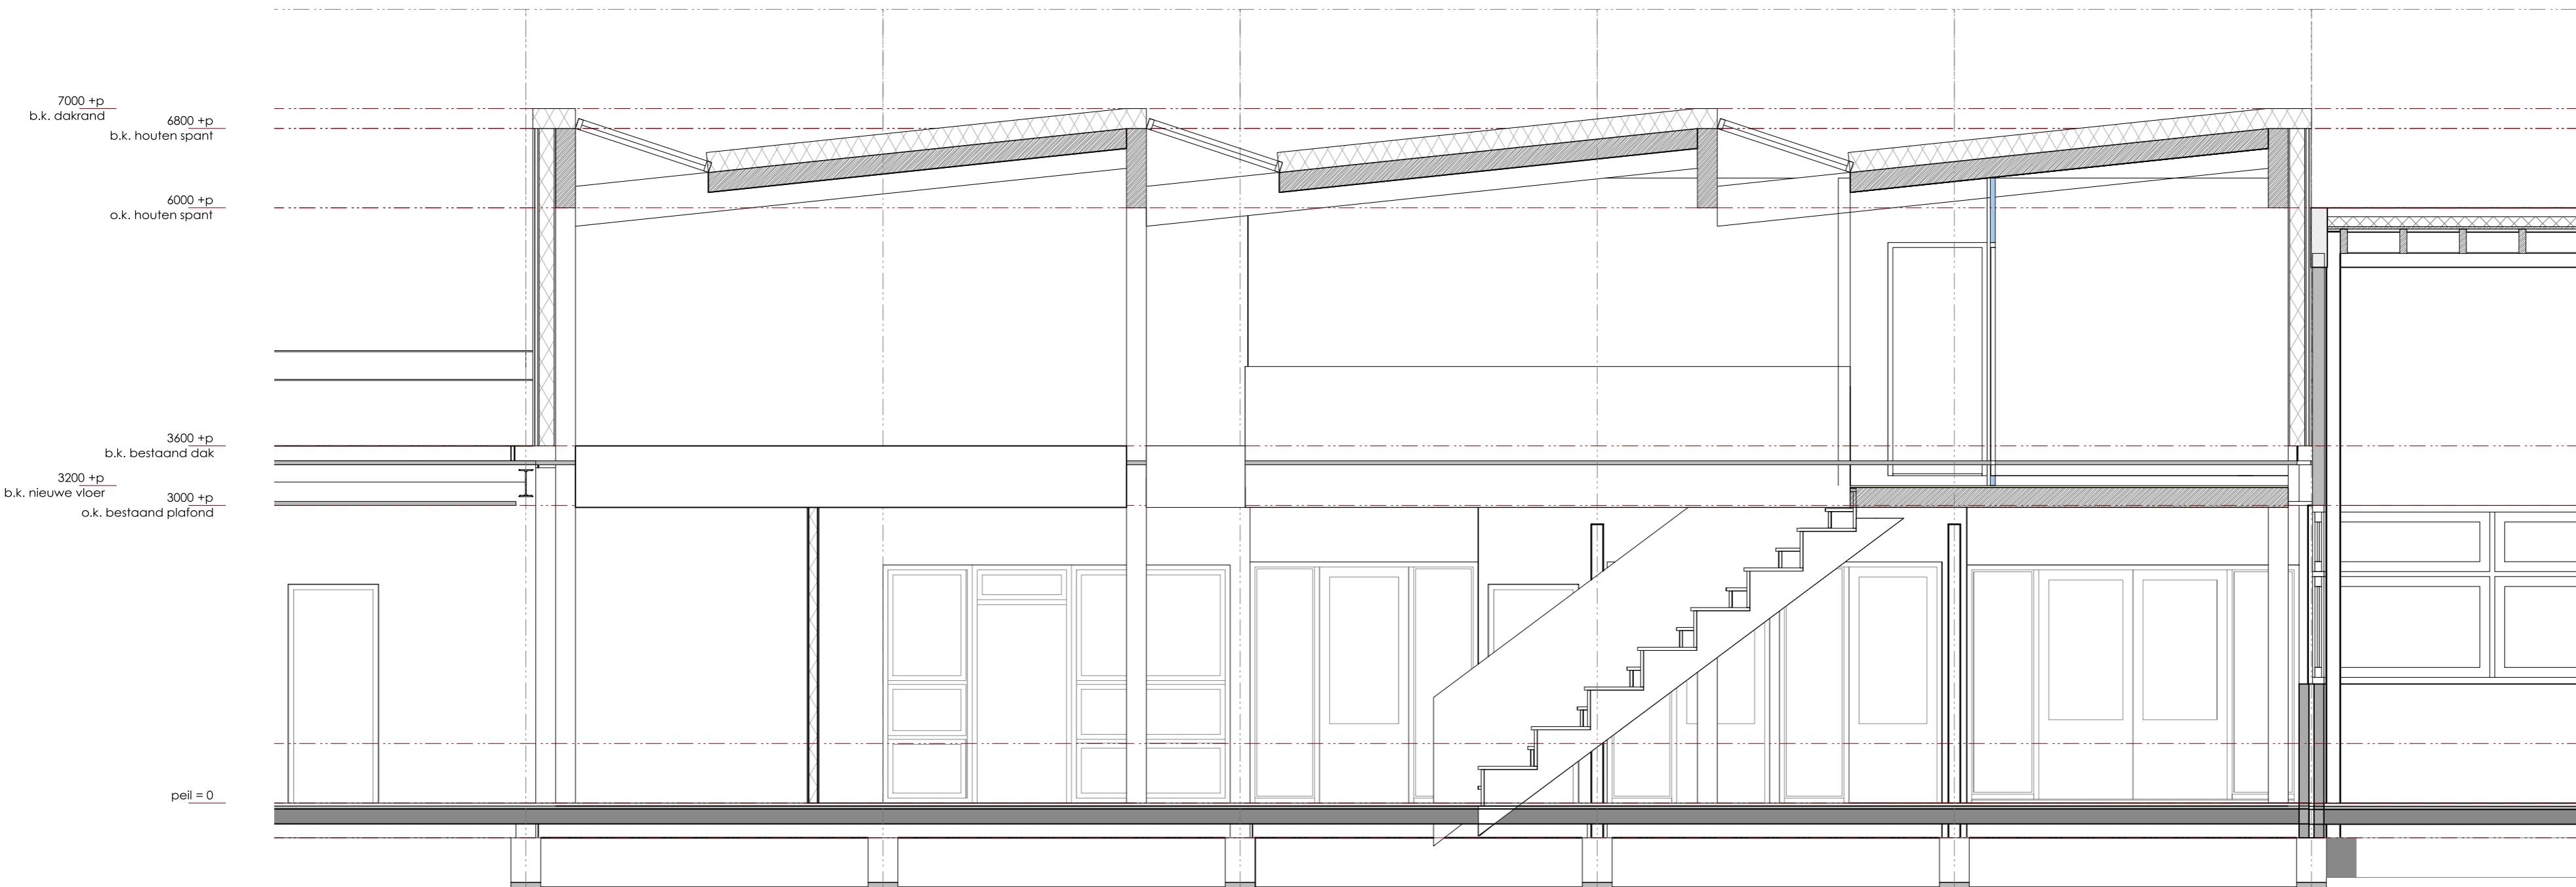 7000 +p
b.k. dakrand
6800 +p
b.k. houten spant
6000 +p
o.k. houten spant
3600 +p
b.k. bestaand dak
3200 +p
b.k. nieuwe vloer
3000 +p
o.k. bestaand plafond
peil = 0